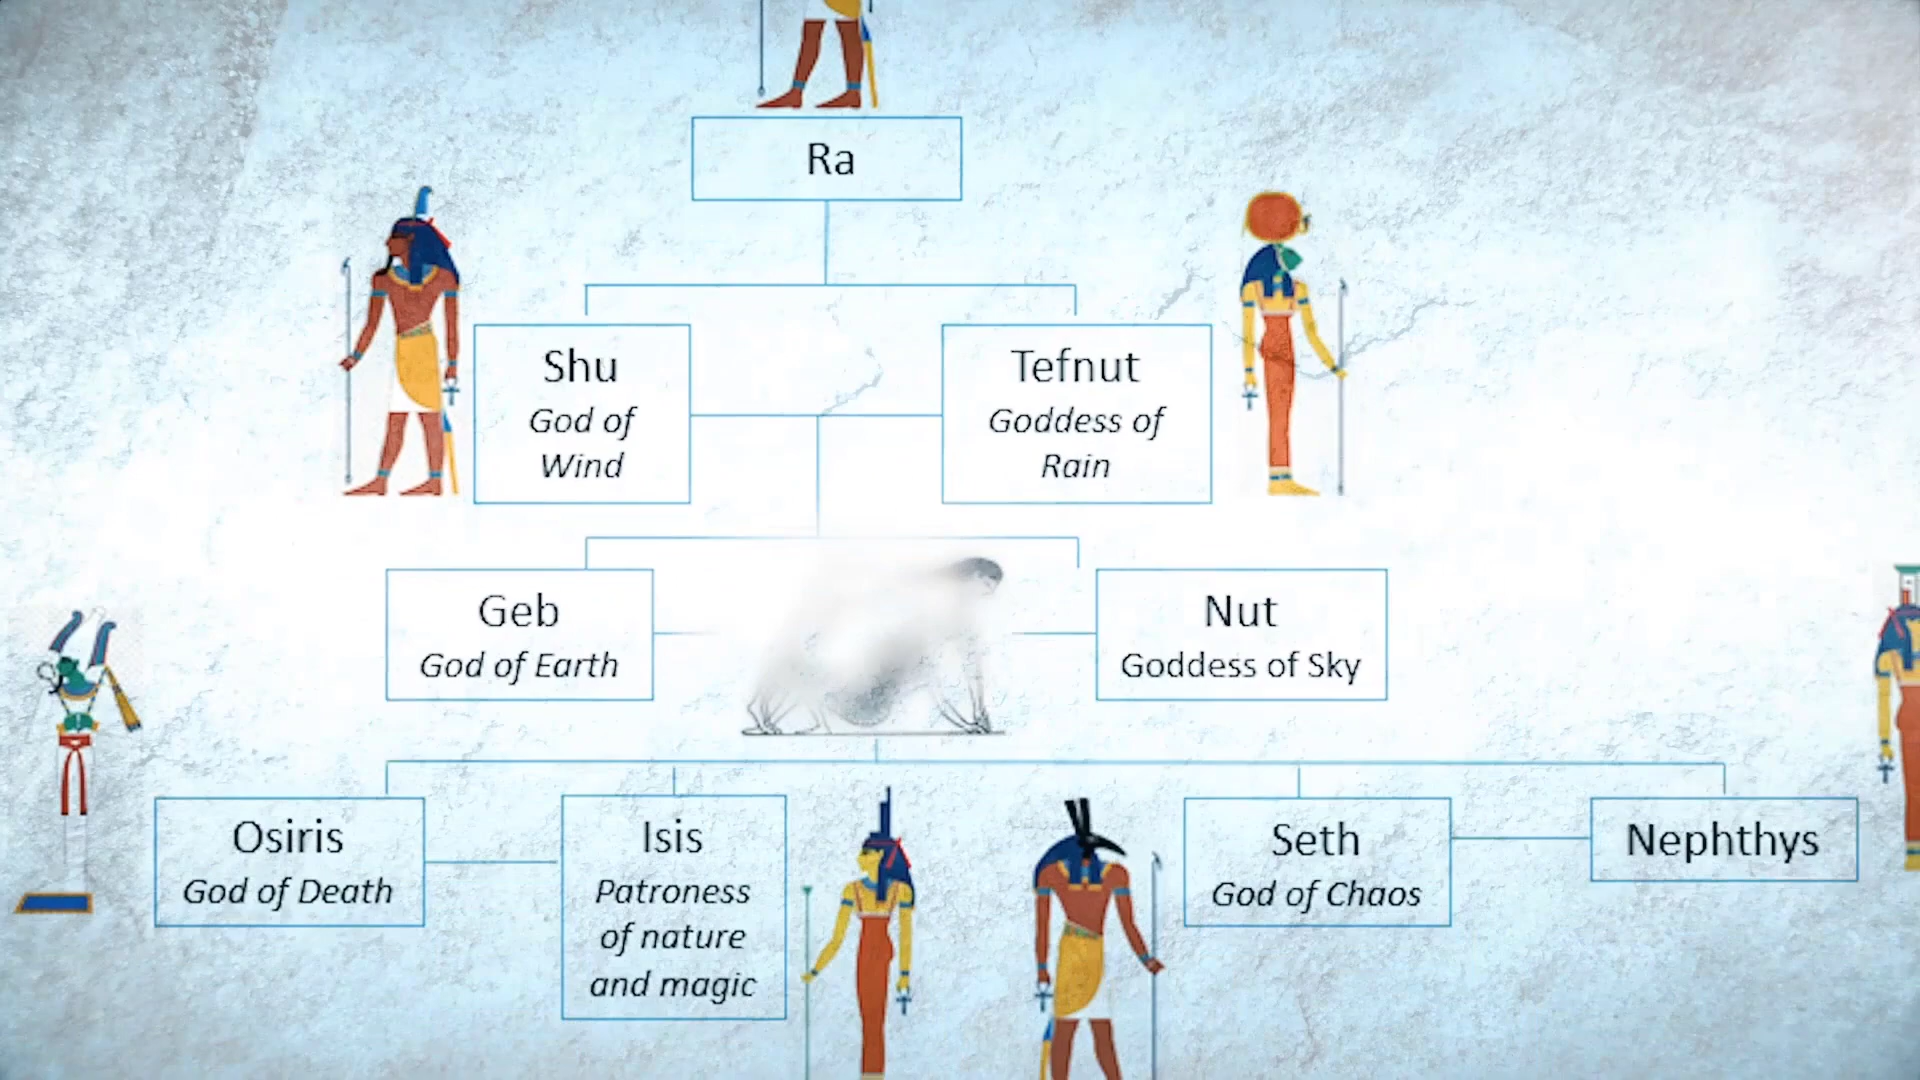 Ra
Shu
God of
Wind
Tefnut
Goddess of
Rain
Geb
God of Earth
Nut
Goddess of Sky
Osiris
God of Death
Isis
Patroness
of nature
and magic
Seth
God of Chaos
Nephthys